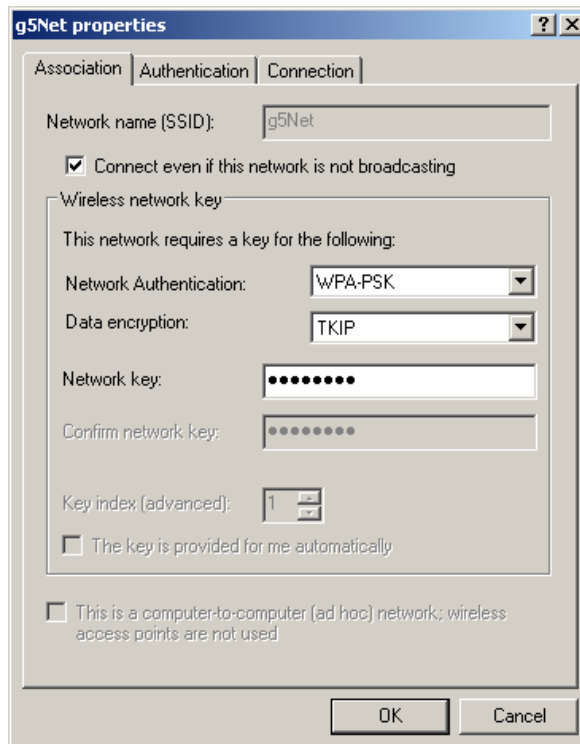 g5Net properties
Association
Authentication
Connection
Network name (SSID):
g5Net
Connect even if this network is not broadcasting
Wireless network key
This network requires a key for the following:
Network Authentication:
WPA-PSK
Data encryption:
TKIP
Network key:
••••••••
Confirm network key:
••••••••
Key index (advanced):
1
The key is provided for me automatically
This is a computer-to-computer (ad hoc) network; wireless
access points are not used
OK
Cancel